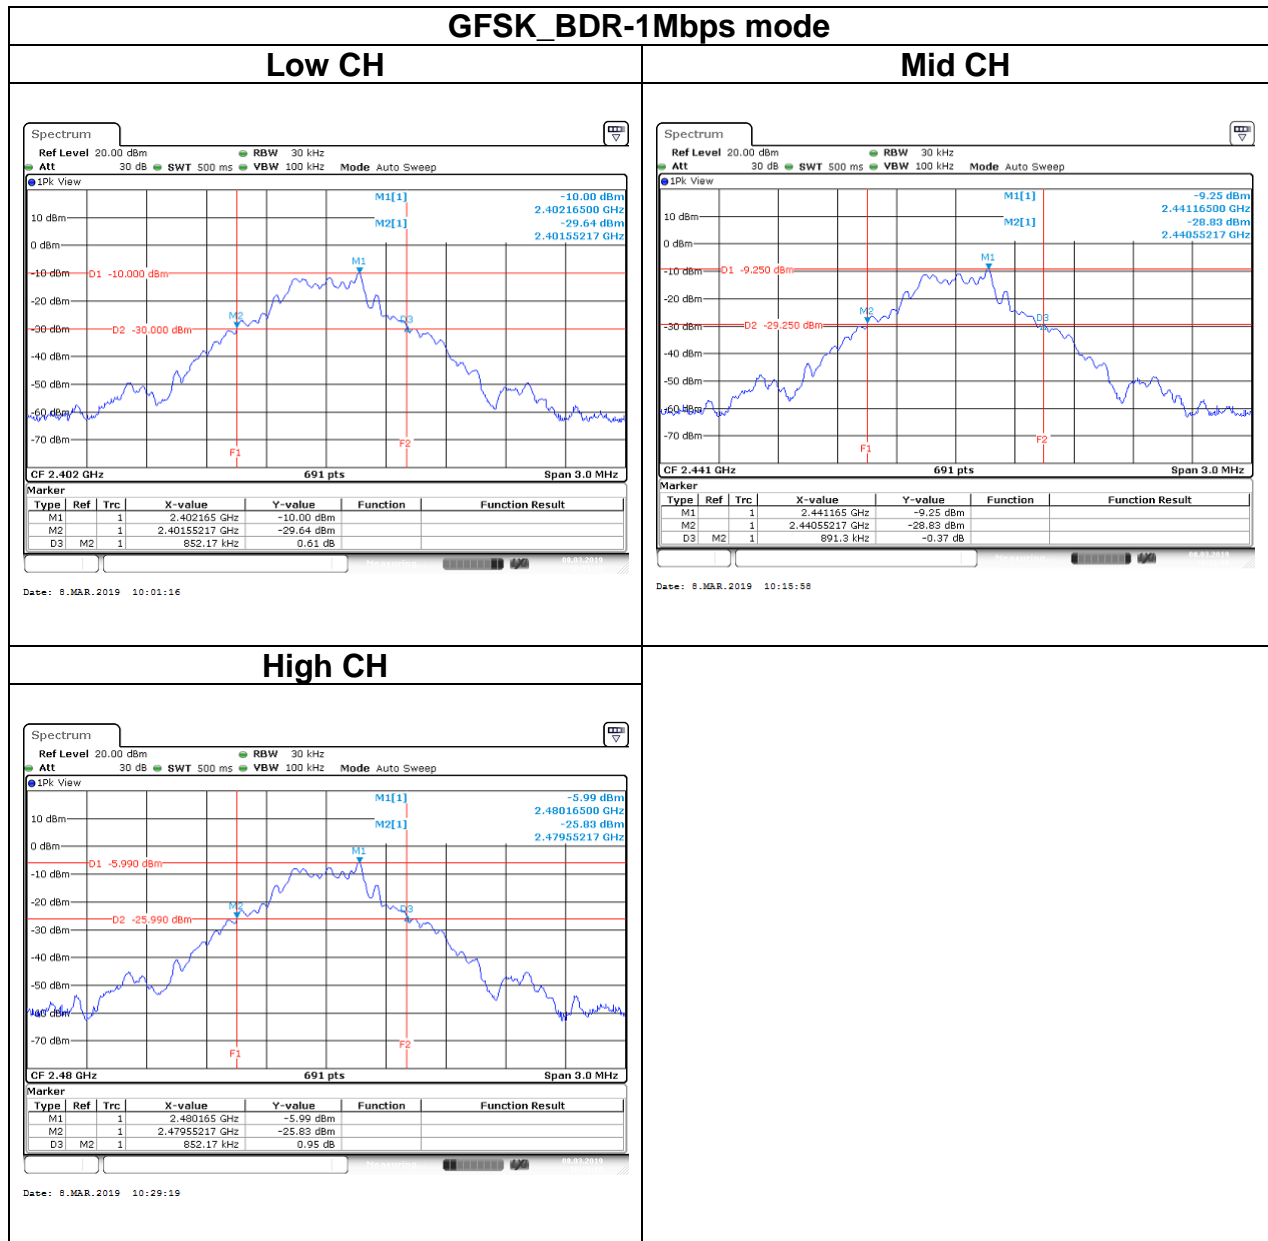 GFSK_BDR-1Mbps mode
Low CH
Mid CH
Spectrum
Ref Level 20.00 dBm RBW 30 kHz
Att 30 dB SWT 500 ms VBW 100 kHz Mode Auto Sweep
1Pk View
M1[1] -10.00 dBm
2.40216500 GHz
M2[1] -29.64 dBm
2.40155217 GHz
10 dBm
0 dBm
M1
-10 dBm
D1 -10.000 dBm
-20 dBm
M2
D3
-30 dBm
D2 -30.000 dBm
-40 dBm
-50 dBm
-60 dBm
-70 dBm
F1
F2
CF 2.402 GHz 691 pts Span 3.0 MHz
Marker
Type Ref Trc X-value Y-value Function Function Result
M1 1 2.402165 GHz -10.00 dBm
M2 1 2.40155217 GHz -29.64 dBm
D3 M2 1 852.17 kHz 0.61 dB
08.03.2019
Date: 8.MAR.2019 10:01:16
Spectrum
Ref Level 20.00 dBm RBW 30 kHz
Att 30 dB SWT 500 ms VBW 100 kHz Mode Auto Sweep
1Pk View
M1[1] -9.25 dBm
2.44116500 GHz
M2[1] -28.83 dBm
2.44055217 GHz
10 dBm
0 dBm
M1
-10 dBm
D1 -9.250 dBm
-20 dBm
M2
D3
-30 dBm
D2 -29.250 dBm
-40 dBm
-50 dBm
-60 dBm
-70 dBm
F1
F2
CF 2.441 GHz 691 pts Span 3.0 MHz
Marker
Type Ref Trc X-value Y-value Function Function Result
M1 1 2.441165 GHz -9.25 dBm
M2 1 2.44055217 GHz -28.83 dBm
D3 M2 1 891.3 kHz -0.37 dB
08.03.2019
Date: 8.MAR.2019 10:15:58
High CH
Spectrum
Ref Level 20.00 dBm RBW 30 kHz
Att 30 dB SWT 500 ms VBW 100 kHz Mode Auto Sweep
1Pk View
M1[1] -5.99 dBm
2.48016500 GHz
M2[1] -25.83 dBm
2.47955217 GHz
10 dBm
0 dBm
M1
D1 -5.990 dBm
-10 dBm
-20 dBm
M2
D3
D2 -25.990 dBm
-30 dBm
-40 dBm
-50 dBm
-60 dBm
-70 dBm
F1
F2
CF 2.48 GHz 691 pts Span 3.0 MHz
Marker
Type Ref Trc X-value Y-value Function Function Result
M1 1 2.480165 GHz -5.99 dBm
M2 1 2.47955217 GHz -25.83 dBm
D3 M2 1 852.17 kHz 0.95 dB
08.03.2019
Date: 8.MAR.2019 10:29:19